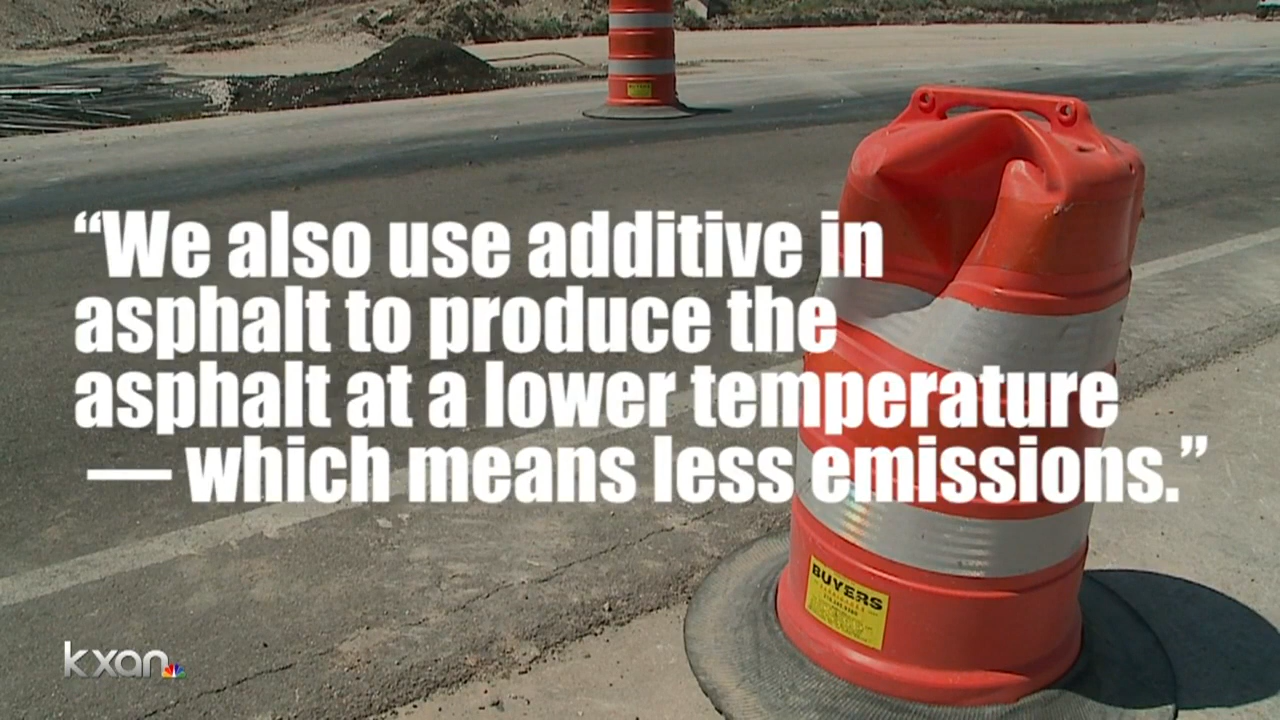 “We also use additive in
asphalt to produce the
asphalt at a lower temperature
— which means less emissions.”
BUYERS
BUYERS
kxan